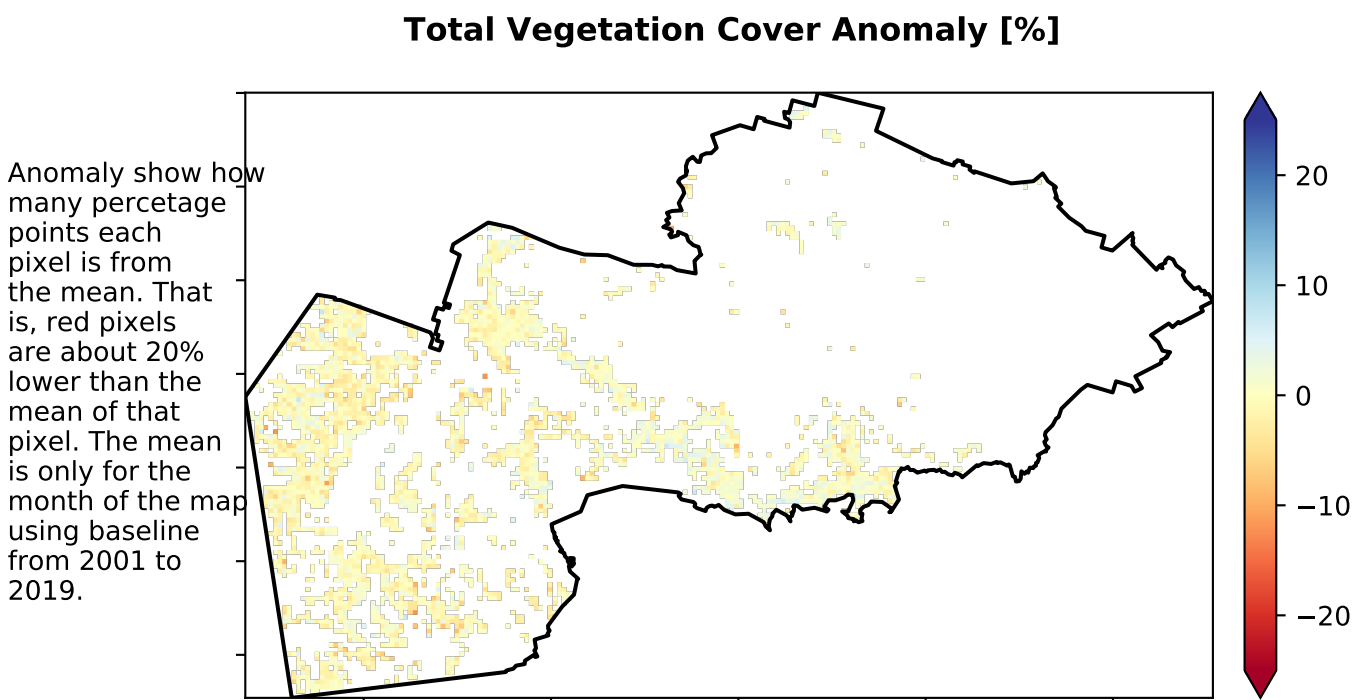 Total Vegetation Cover Anomaly [%]
Anomaly show how
many percetage
points each
pixel is from
the mean. That
is, red pixels
are about 20%
lower than the
mean of that
pixel. The mean
is only for the
month of the map
using baseline
from 2001 to
2019.
20
10
0
−10
−20